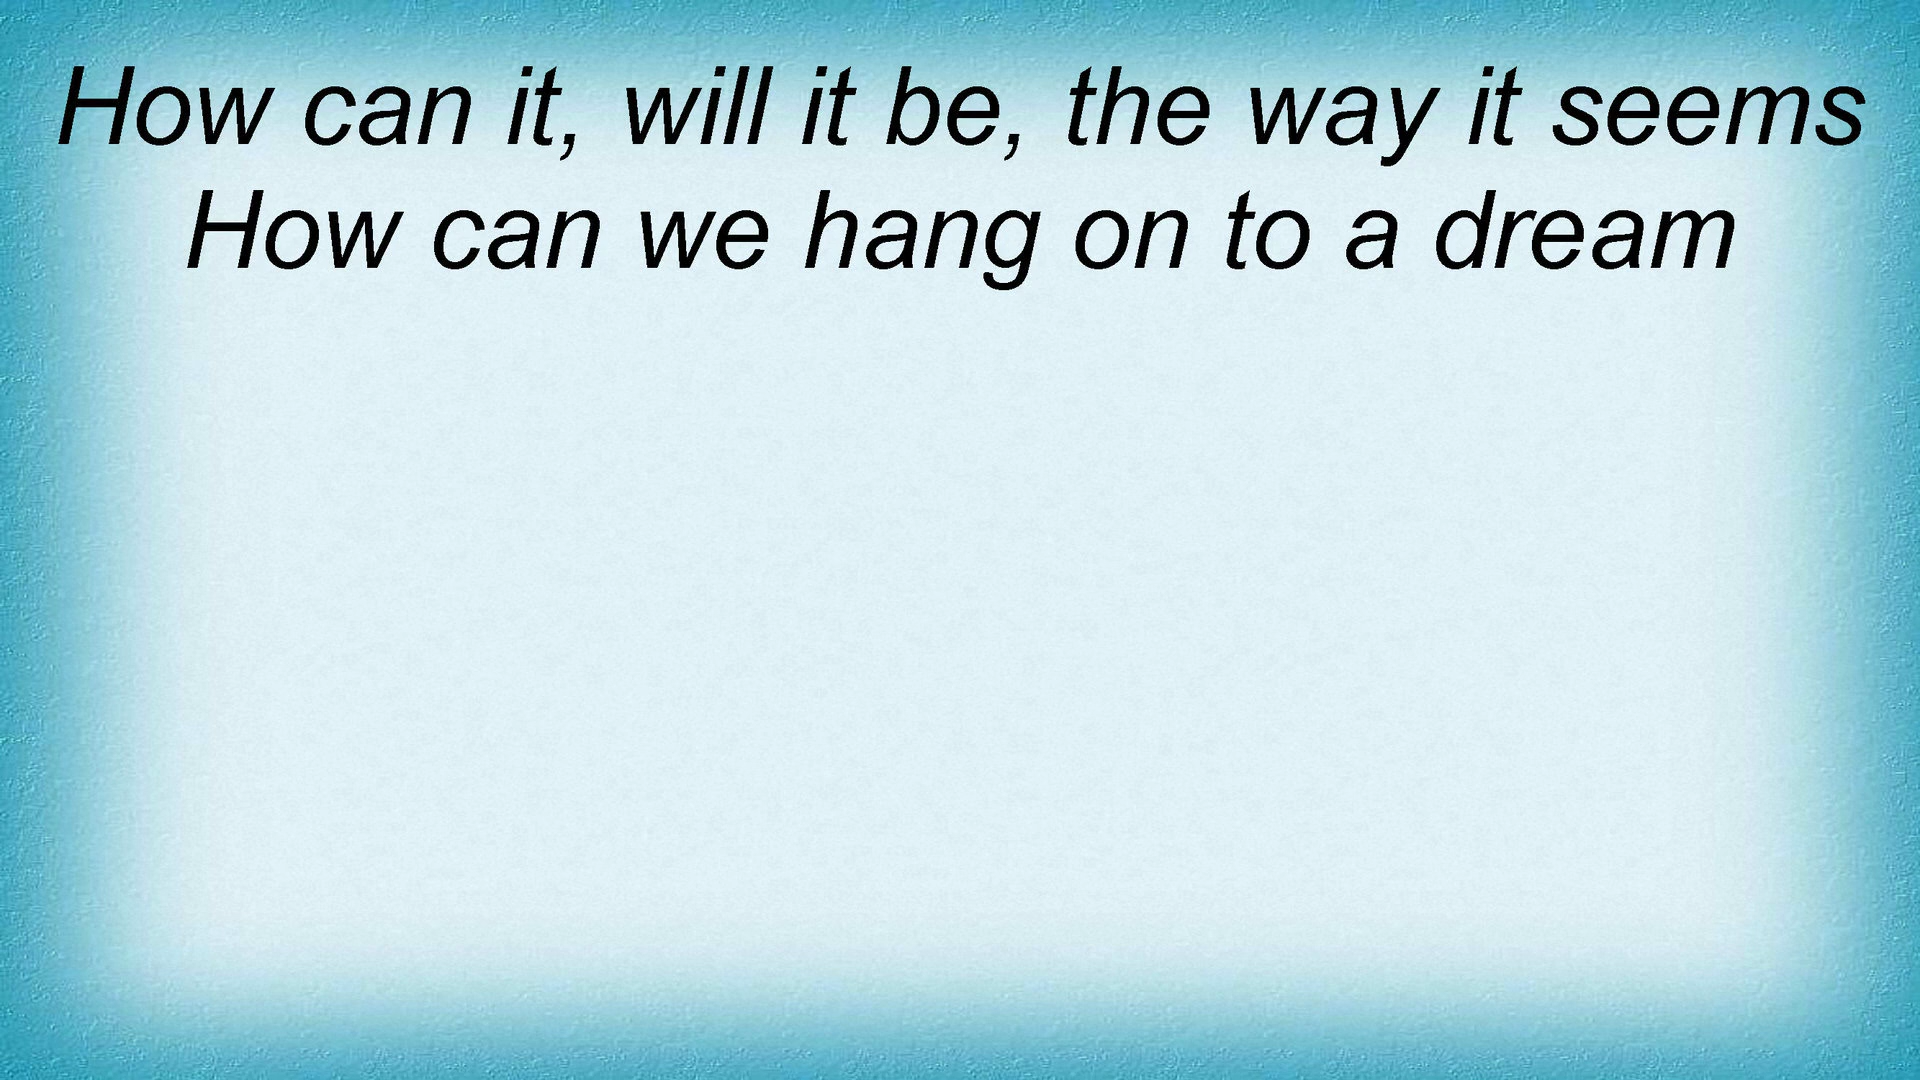 How can it, will it be, the way it seems
How can we hang on to a dream